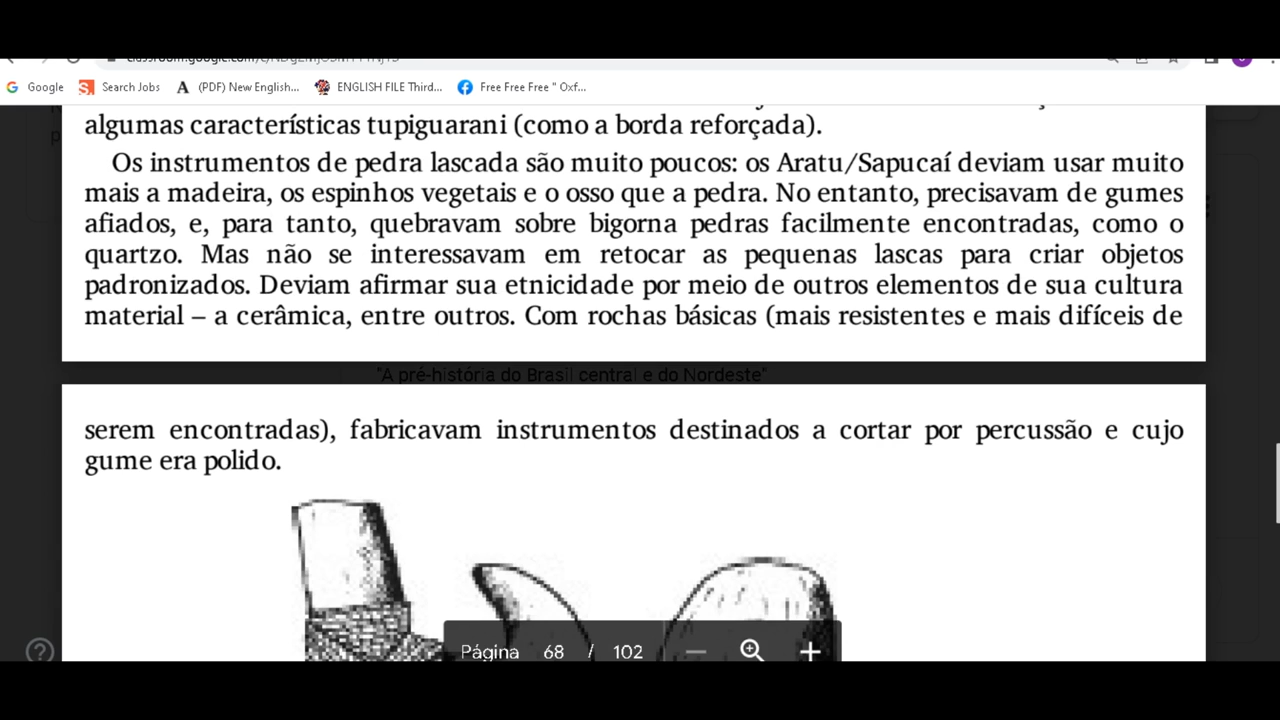 Google Search Jobs (PDF) New English... ENGLISH FILE Third... Free Free Free " Oxf...
algumas características tupiguarani (como a borda reforçada).
Os instrumentos de pedra lascada são muito poucos: os Aratu/Sapucaí deviam usar muito
mais a madeira, os espinhos vegetais e o osso que a pedra. No entanto, precisavam de gumes
afiados, e, para tanto, quebravam sobre bigorna pedras facilmente encontradas, como o
quartzo. Mas não se interessavam em retocar as pequenas lascas para criar objetos
padronizados. Deviam afirmar sua etnicidade por meio de outros elementos de sua cultura
material – a cerâmica, entre outros. Com rochas básicas (mais resistentes e mais difíceis de
"A pré-história do Brasil central e do Nordeste"
serem encontradas), fabricavam instrumentos destinados a cortar por percussão e cujo
gume era polido.
Página 68 / 102